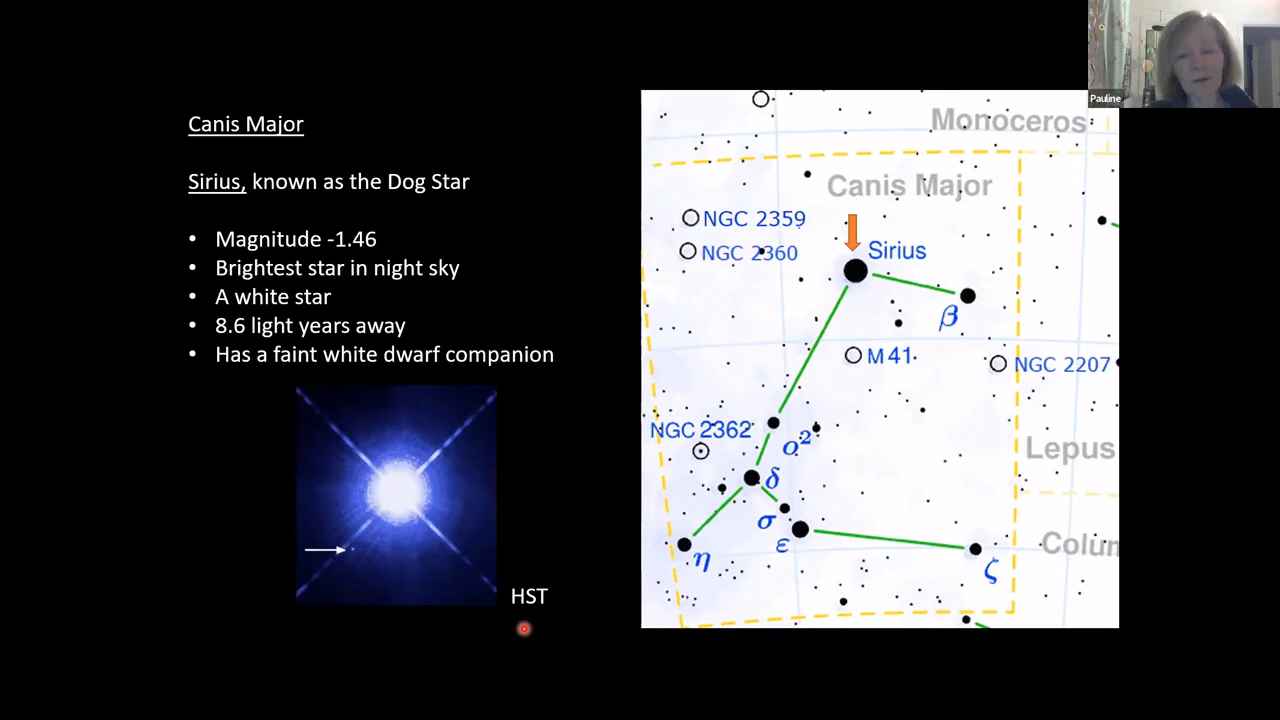 Pauline
Canis Major
Sirius, known as the Dog Star
• Magnitude -1.46
• Brightest star in night sky
• A white star
• 8.6 light years away
• Has a faint white dwarf companion
HST
Monoceros
Canis Major
NGC 2359
Sirius
NGC 2360
β
M 41
NGC 2207
NGC 2362
ο²
Lepus
δ
σ
ε
Colum
η
ζ